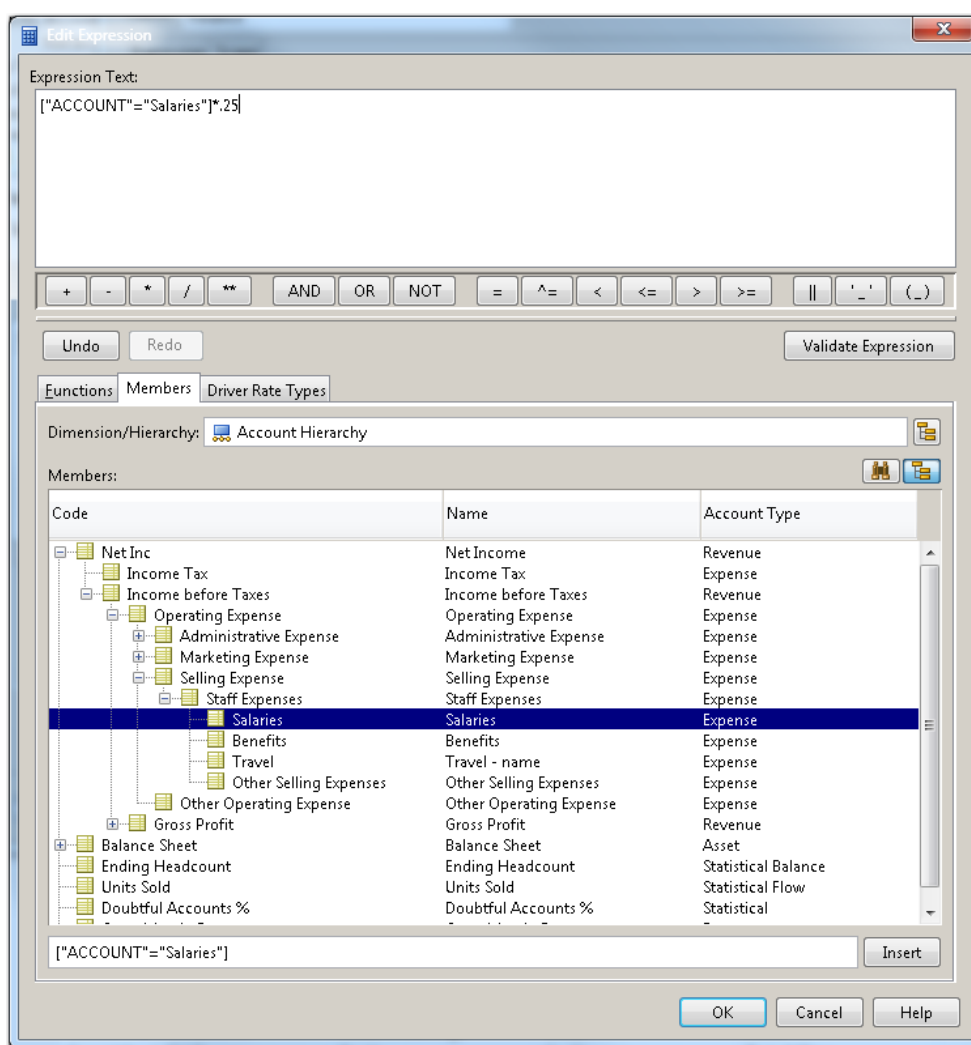 Edit Expression
x
Expression Text:
["ACCOUNT"="Salaries"]*.25
+ - * / ** AND OR NOT = ^= < <= > >= || '_' (_)
Undo Redo Validate Expression
Functions Members Driver Rate Types
Dimension/Hierarchy: Account Hierarchy
Members:
Code Name Account Type
Net Inc Net Income Revenue
Income Tax Income Tax Expense
Income before Taxes Income before Taxes Revenue
Operating Expense Operating Expense Expense
Administrative Expense Administrative Expense Expense
Marketing Expense Marketing Expense Expense
Selling Expense Selling Expense Expense
Staff Expenses Staff Expenses Expense
Salaries Salaries Expense
Benefits Benefits Expense
Travel Travel - name Expense
Other Selling Expenses Other Selling Expenses Expense
Other Operating Expense Other Operating Expense Expense
Gross Profit Gross Profit Revenue
Balance Sheet Balance Sheet Asset
Ending Headcount Ending Headcount Statistical Balance
Units Sold Units Sold Statistical Flow
Doubtful Accounts % Doubtful Accounts % Statistical
["ACCOUNT"="Salaries"] Insert
OK Cancel Help